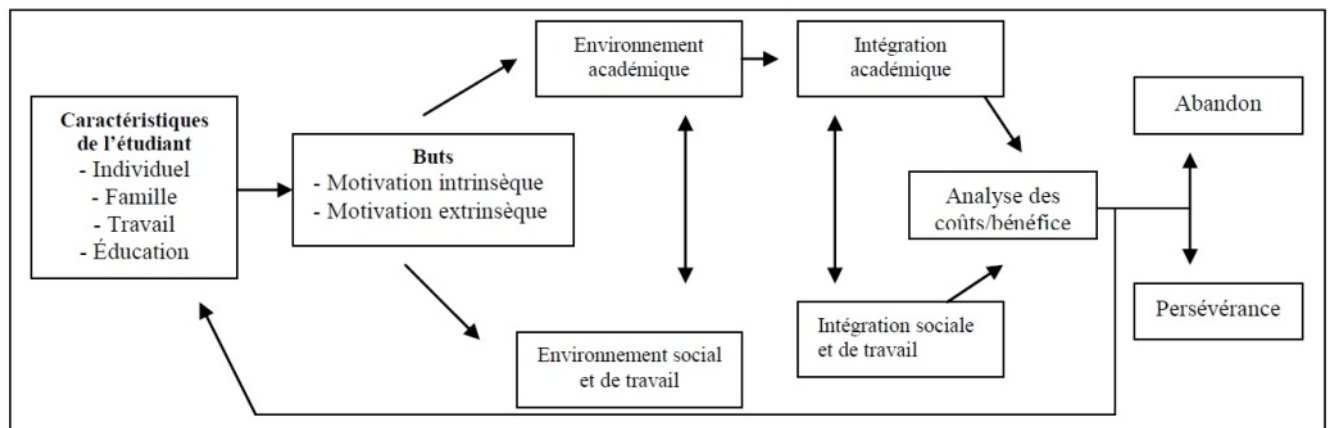 Caractéristiques
de l'étudiant
- Individuel
- Famille
- Travail
- Éducation
Buts
- Motivation intrinsèque
- Motivation extrinsèque
Environnement
académique
Environnement social
et de travail
Intégration
académique
Intégration sociale
et de travail
Analyse des
coûts/bénéfice
Abandon
Persévérance